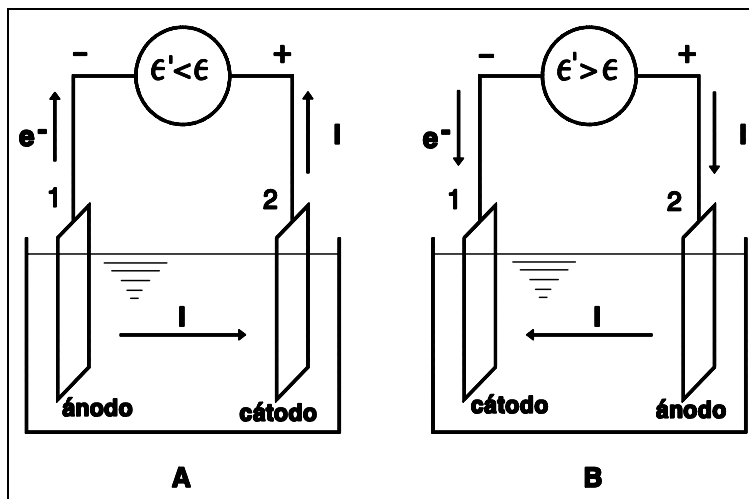 − ϵ'<ϵ +
e⁻ I
1 2
I
ánodo cátodo
A
− ϵ'>ϵ +
e⁻ I
1 2
I
cátodo ánodo
B